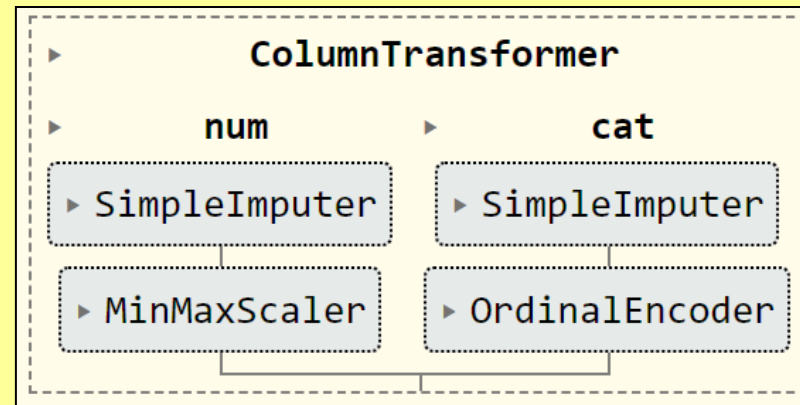 ColumnTransformer
num cat
SimpleImputer SimpleImputer
MinMaxScaler OrdinalEncoder